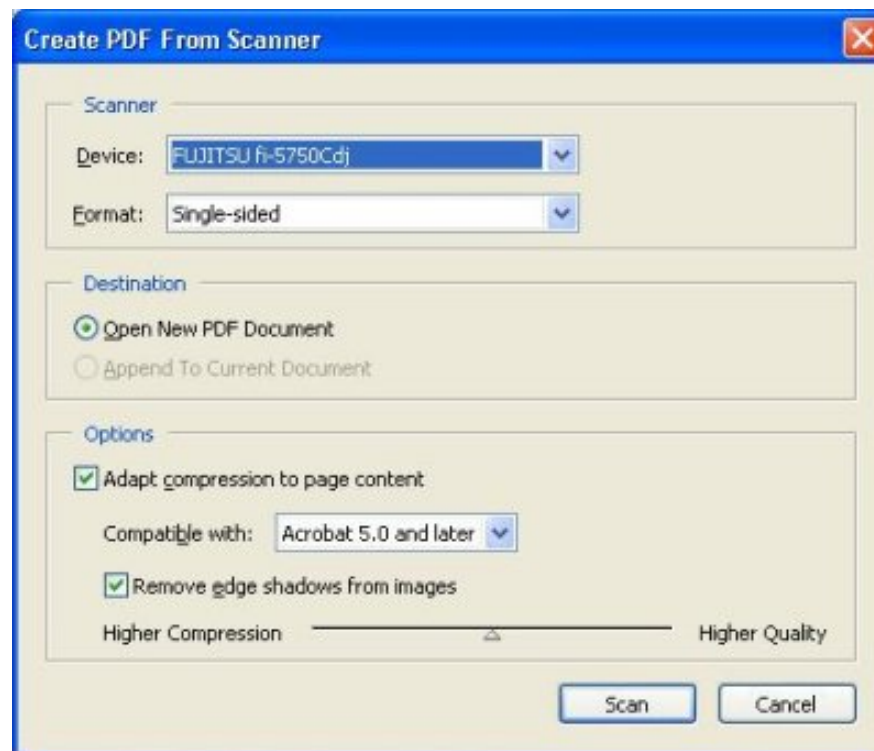 Create PDF From Scanner
Scanner
Device: FUJITSU fi-5750Cdj
Format: Single-sided
Destination
Open New PDF Document
Append To Current Document
Options
Adapt compression to page content
Compatible with: Acrobat 5.0 and later
Remove edge shadows from images
Higher Compression Higher Quality
Scan Cancel